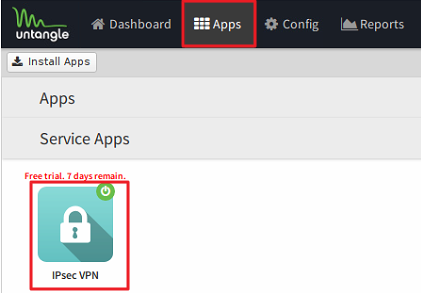 untangle
Dashboard
Apps
Config
Reports
Install Apps
Apps
Service Apps
Free trial. 7 days remain.
IPsec VPN